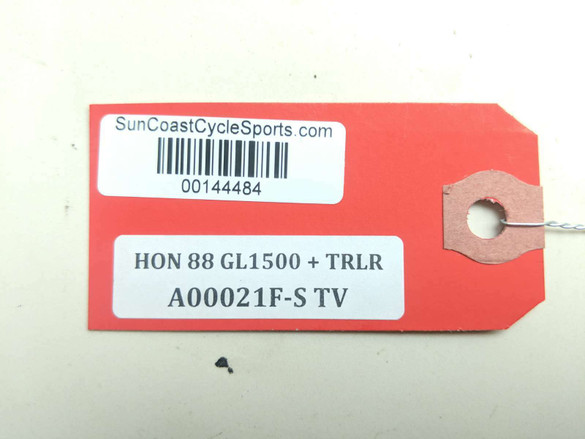 SunCoastCycleSports.com
00144484
HON 88 GL1500 + TRLR
A00021F-S TV